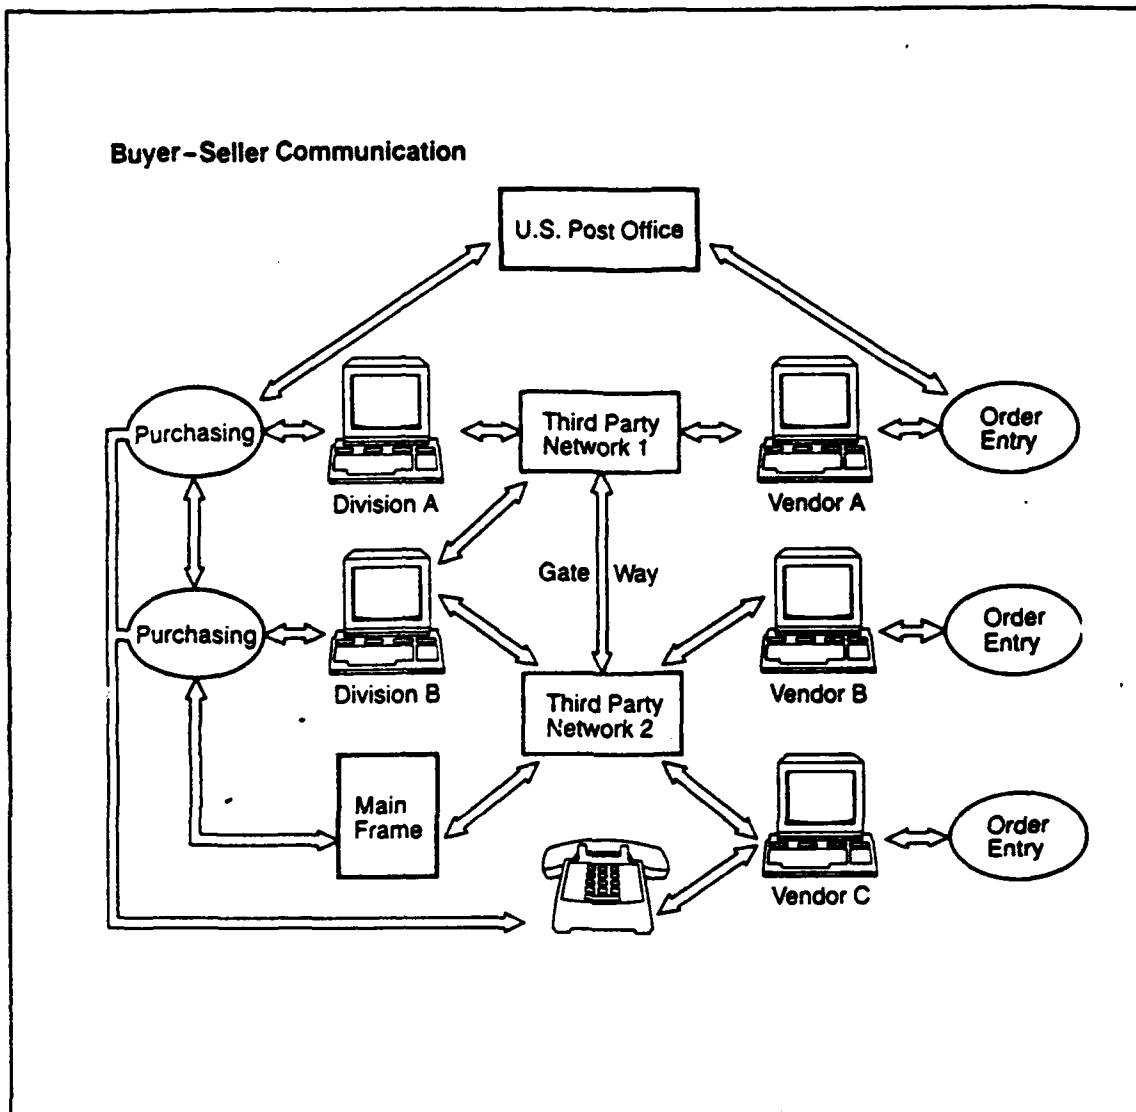 Buyer-Seller Communication
U.S. Post Office
Purchasing
Division A
Third Party
Network 1
Vendor A
Order
Entry
Gate Way
Purchasing
Division B
Third Party
Network 2
Vendor B
Order
Entry
Main
Frame
Vendor C
Order
Entry